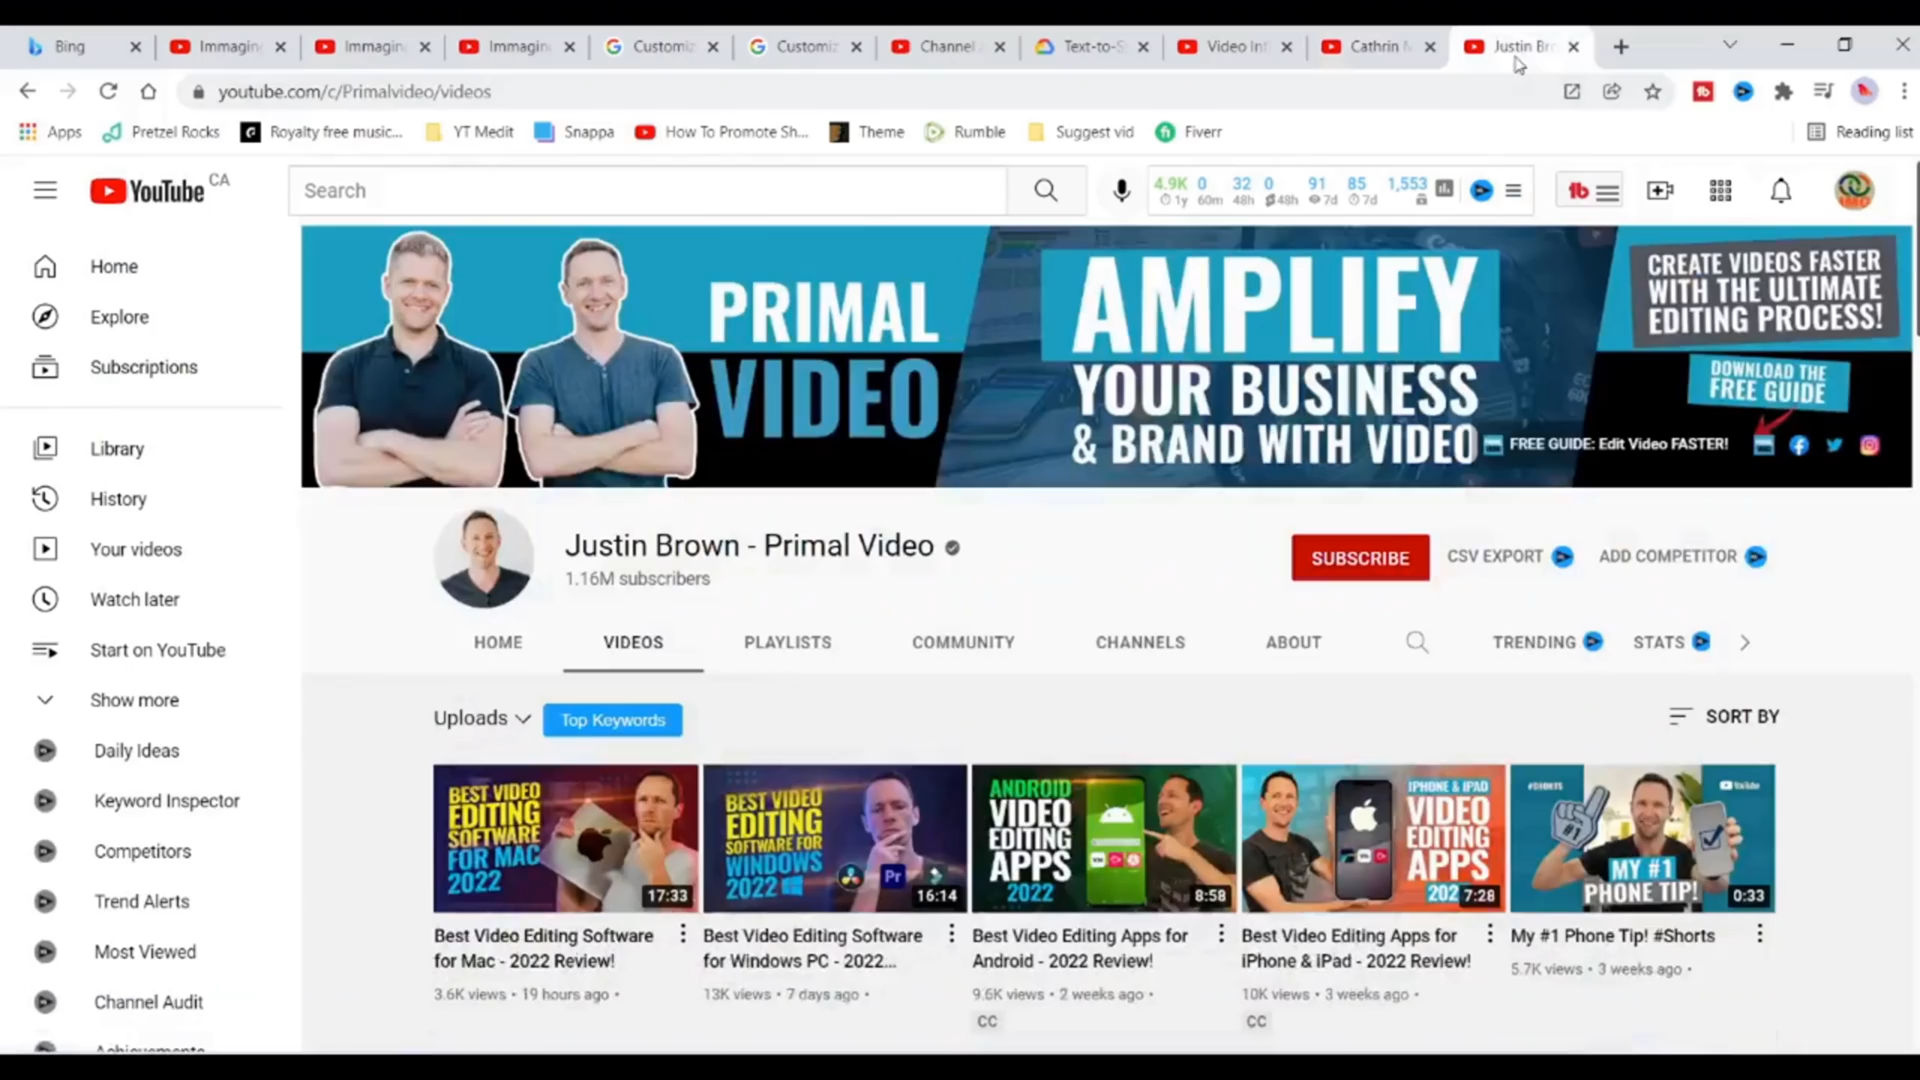 Bing
Immagin
Immagin
Immagin
Customiz
Customiz
Channel
Text-to-S
Video Inf
Cathrin M
Justin Bro
youtube.com/c/Primalvideo/videos
Apps
Pretzel Rocks
Royalty free music...
YT Medit
Snappa
How To Promote Sh...
Theme
Rumble
Suggest vid
Fiverr
Reading list
YouTube CA
Search
4.9K 0 32 0 91 85 1,553
1y 60m 48h 48h 7d 7d
Home
Explore
Subscriptions
Library
History
Your videos
Watch later
Start on YouTube
Show more
Daily Ideas
Keyword Inspector
Competitors
Trend Alerts
Most Viewed
Channel Audit
Achievements
PRIMAL
VIDEO
AMPLIFY
YOUR BUSINESS
& BRAND WITH VIDEO
CREATE VIDEOS FASTER
WITH THE ULTIMATE
EDITING PROCESS!
DOWNLOAD THE
FREE GUIDE
FREE GUIDE: Edit Video FASTER!
Justin Brown - Primal Video
1.16M subscribers
SUBSCRIBE
CSV EXPORT
ADD COMPETITOR
HOME
VIDEOS
PLAYLISTS
COMMUNITY
CHANNELS
ABOUT
TRENDING
STATS
Uploads
Top Keywords
SORT BY
BEST VIDEO
EDITING
SOFTWARE
FOR MAC
2022
17:33
Best Video Editing Software
for Mac - 2022 Review!
3.6K views • 19 hours ago •
BEST VIDEO
EDITING
SOFTWARE FOR
WINDOWS
2022
Pr
16:14
Best Video Editing Software
for Windows PC - 2022...
13K views • 7 days ago •
ANDROID
VIDEO
EDITING
APPS
2022
8:58
Best Video Editing Apps for
Android - 2022 Review!
9.6K views • 2 weeks ago •
CC
IPHONE & IPAD
VIDEO
EDITING
APPS
202
7:28
Best Video Editing Apps for
iPhone & iPad - 2022 Review!
10K views • 3 weeks ago •
CC
#SHORTS
YouTube
#1
MY #1
PHONE TIP!
0:33
My #1 Phone Tip! #Shorts
5.7K views • 3 weeks ago •